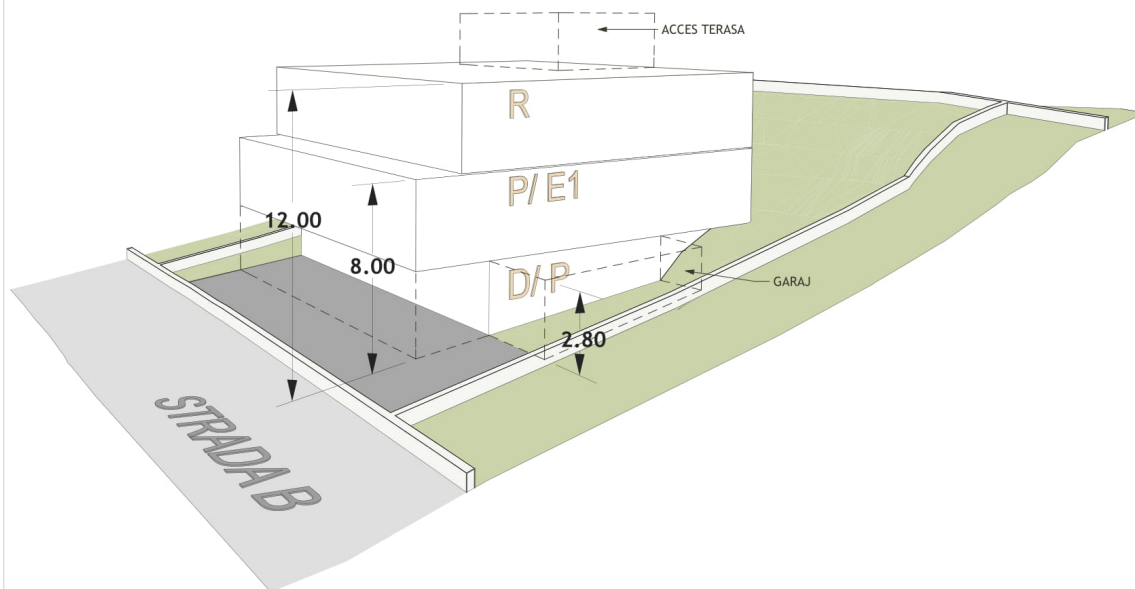 ACCES TERASA
R
P/ E1
12.00
8.00
D/ P
GARAJ
2.80
STRADA B